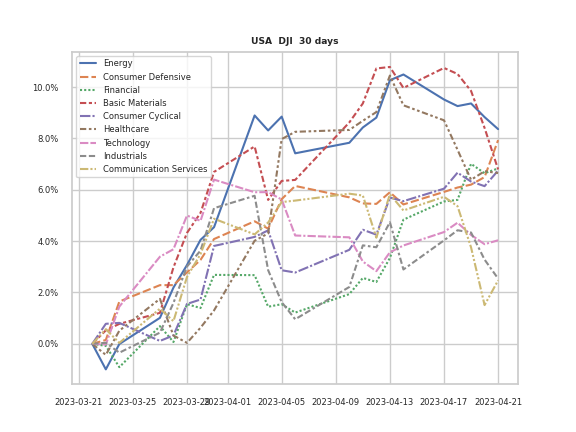 USA DJI 30 days
Energy
Consumer Defensive
Financial
Basic Materials
Consumer Cyclical
Healthcare
Technology
Industrials
Communication Services
10.0%
8.0%
6.0%
4.0%
2.0%
0.0%
2023-03-21 2023-03-25 2023-03-29 2023-04-01 2023-04-05 2023-04-09 2023-04-13 2023-04-17 2023-04-21